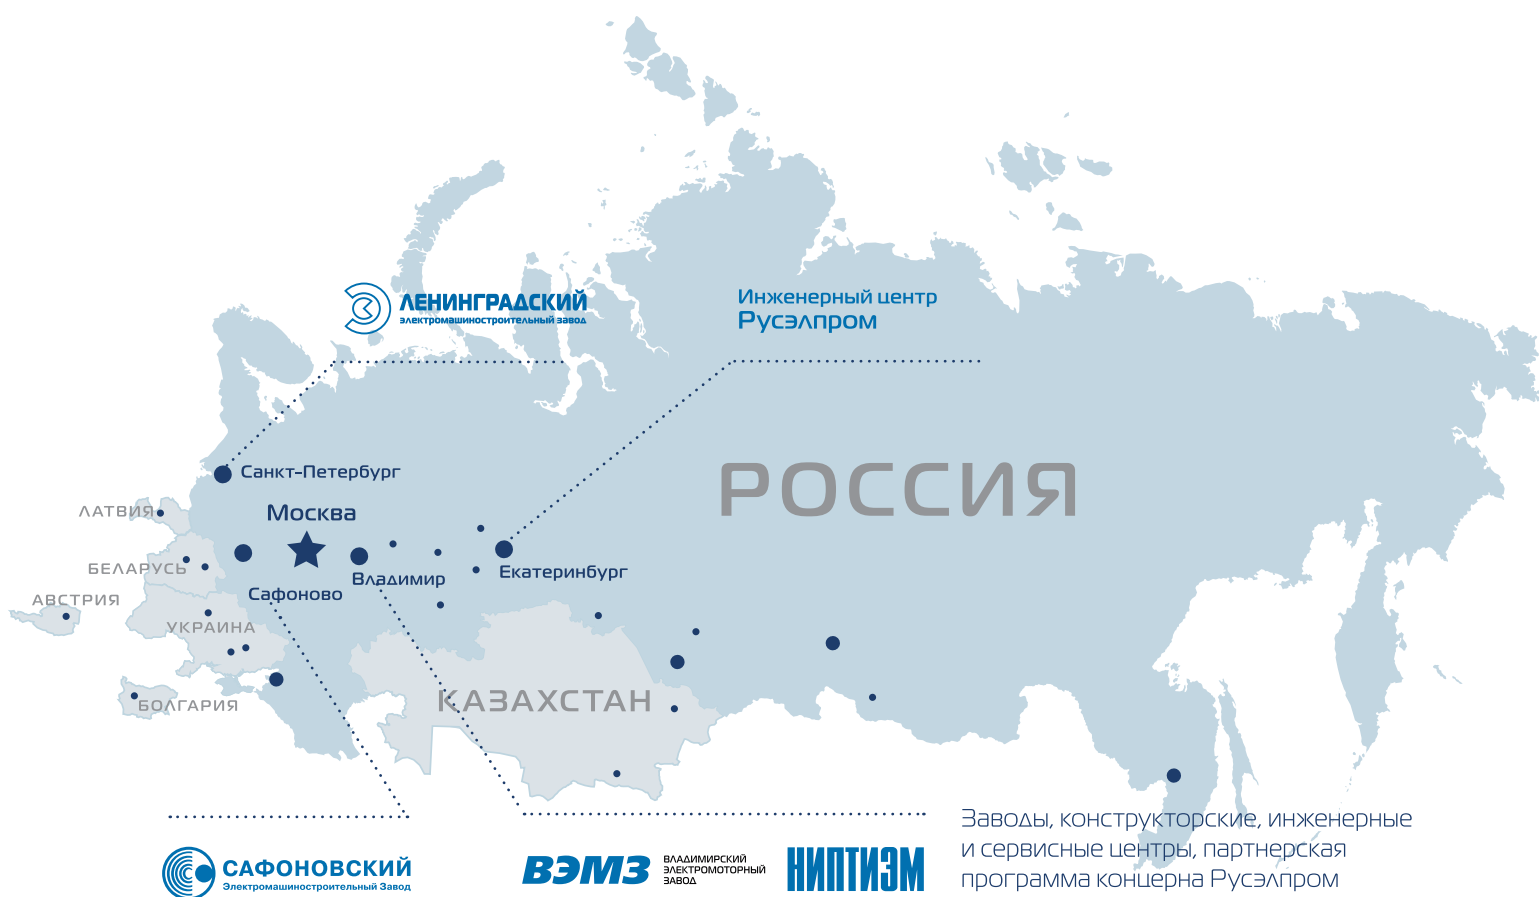 ЛЕНИНГРАДСКИЙ
электромашиностроительный завод
Инженерный центр
Русэлпром
Санкт-Петербург
РОССИЯ
ЛАТВИЯ
Москва
БЕЛАРУСЬ
Екатеринбург
Владимир
Сафоново
АВСТРИЯ
УКРАИНА
КАЗАХСТАН
БОЛГАРИЯ
САФОНОВСКИЙ
Электромашиностроительный Завод
ВЭМЗ
ВЛАДИМИРСКИЙ
ЭЛЕКТРОМОТОРНЫЙ
ЗАВОД
НИПТИЭМ
Заводы, конструкторские, инженерные
и сервисные центры, партнерская
программа концерна Русэлпром